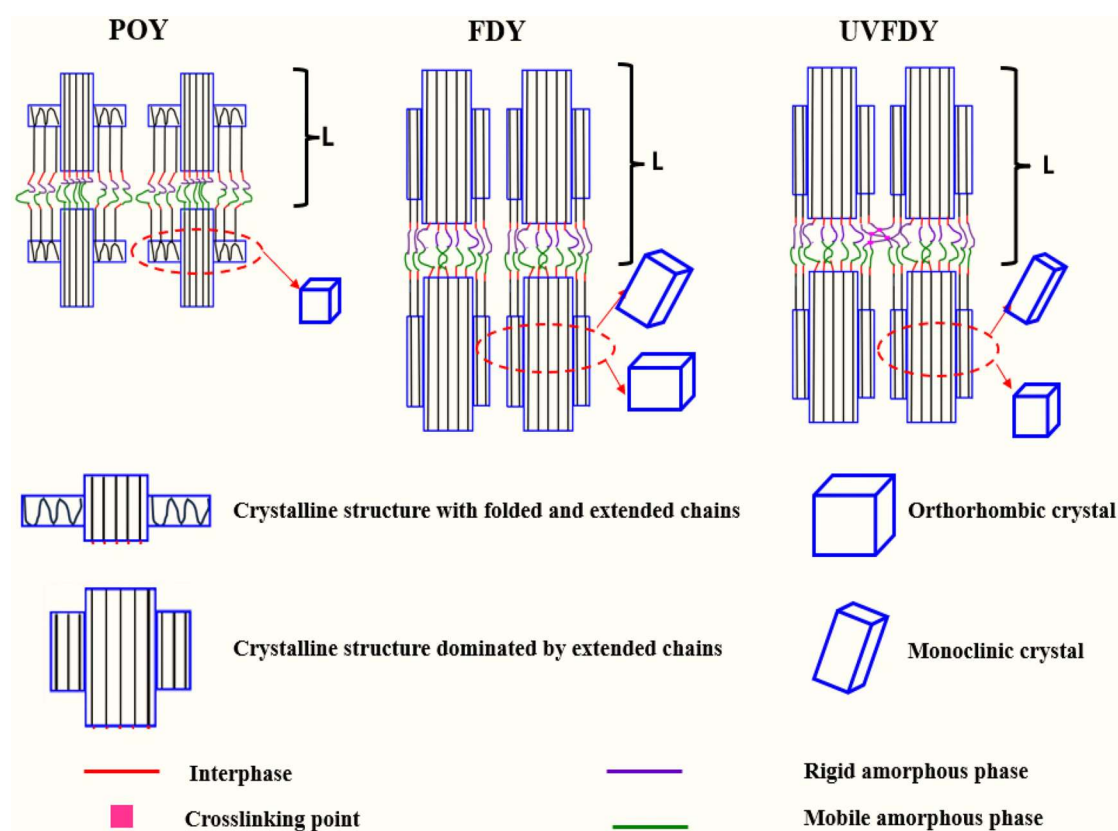 POY
FDY
UVFDY
L
L
L
Crystalline structure with folded and extended chains
Orthorhombic crystal
Crystalline structure dominated by extended chains
Monoclinic crystal
Interphase
Rigid amorphous phase
Crosslinking point
Mobile amorphous phase